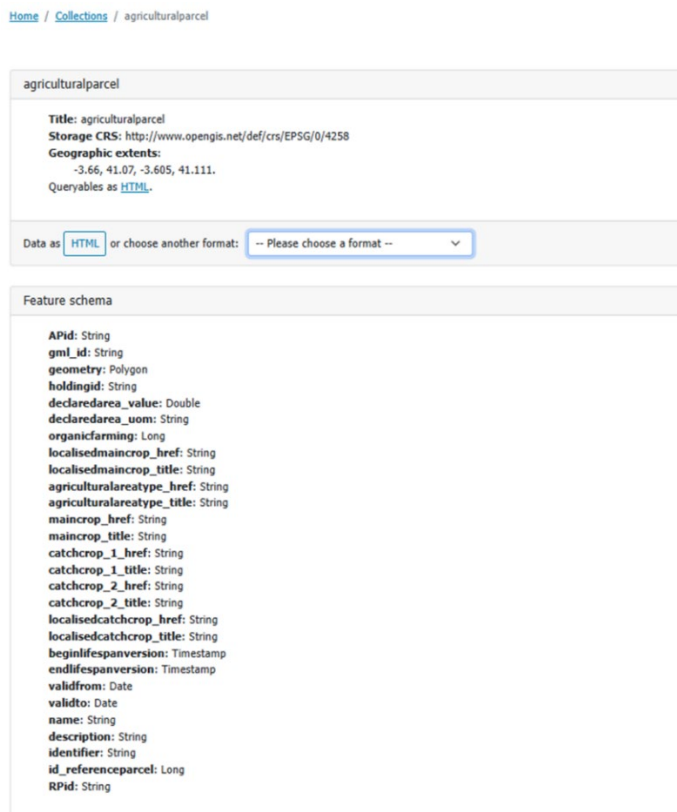 Home / Collections / agriculturalparcel
agriculturalparcel
Title: agriculturalparcel
Storage CRS: http://www.opengis.net/def/crs/EPSG/0/4258
Geographic extents:
-3.66, 41.07, -3.605, 41.111.
Queryables as HTML.
Data as HTML or choose another format: -- Please choose a format --
Feature schema
APid: String
gml_id: String
geometry: Polygon
holdingid: String
declaredarea_value: Double
declaredarea_uom: String
organicfarming: Long
localisedmaincrop_href: String
localisedmaincrop_title: String
agriculturalareatype_href: String
agriculturalareatype_title: String
maincrop_href: String
maincrop_title: String
catchcrop_1_href: String
catchcrop_1_title: String
catchcrop_2_href: String
catchcrop_2_title: String
localisedcatchcrop_href: String
localisedcatchcrop_title: String
beginlifespanversion: Timestamp
endlifespanversion: Timestamp
validfrom: Date
validto: Date
name: String
description: String
identifier: String
id_referenceparcel: Long
RPid: String